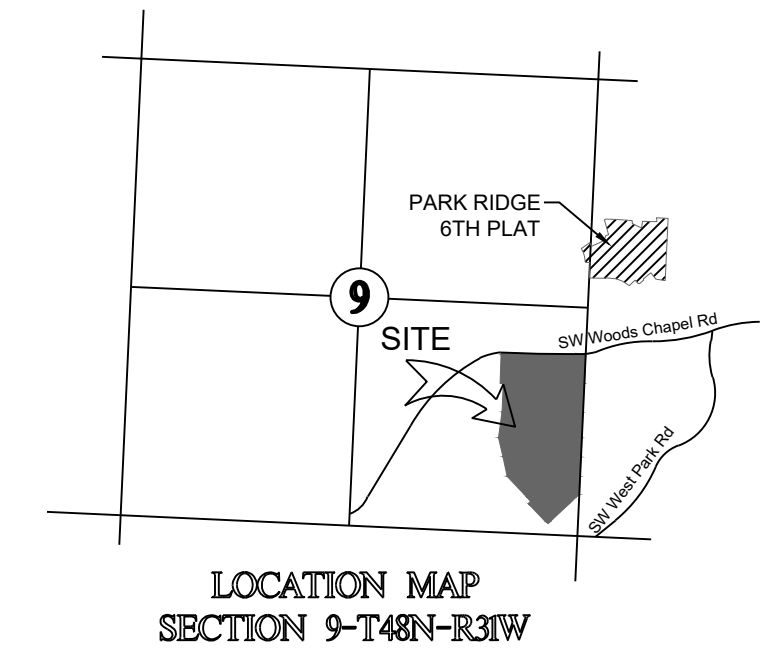 PARK RIDGE
6TH PLAT
9
SITE
SW Woods Chapel Rd
SW West Park Rd
LOCATION MAP
SECTION 9-T48N-R31W